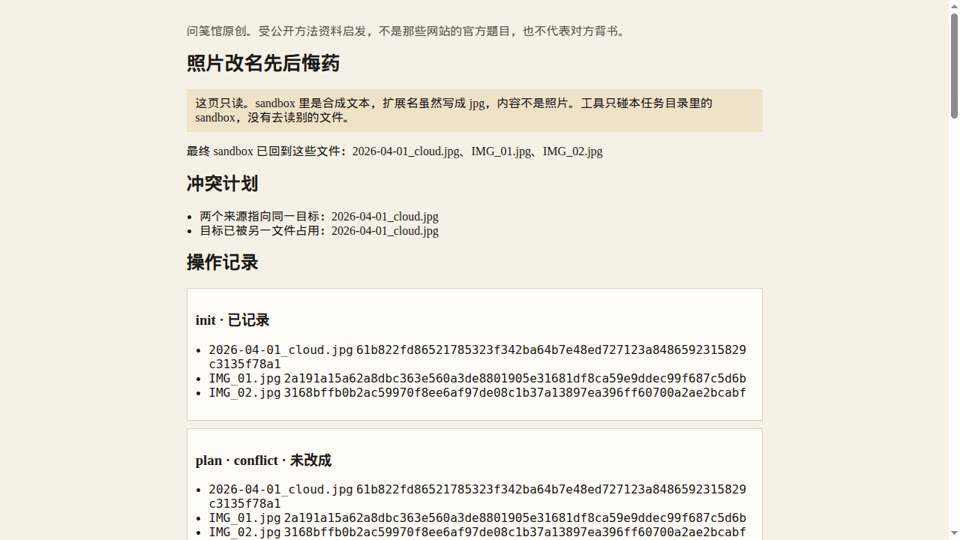 问笺馆原创。受公开方法资料启发，不是那些网站的官方题目，也不代表对方背书。
照片改名先后悔药
这页只读。sandbox 里是合成文本，扩展名虽然写成 jpg，内容不是照片。工具只碰本任务目录里的
sandbox，没有去读别的文件。
最终 sandbox 已回到这些文件：2026-04-01_cloud.jpg、IMG_01.jpg、IMG_02.jpg
冲突计划
• 两个来源指向同一目标：2026-04-01_cloud.jpg
• 目标已被另一文件占用：2026-04-01_cloud.jpg
操作记录
init · 已记录
• 2026-04-01_cloud.jpg 61b822fd86521785323f342ba64b7e48ed727123a8486592315829
c3135f78a1
• IMG_01.jpg 2a191a15a62a8dbc363e560a3de8801905e31681df8ca59e9ddec99f687c5d6b
• IMG_02.jpg 3168bffb0b2ac59970f8ee6af97de08c1b37a13897ea396ff60700a2ae2bcabf
plan · conflict · 未改成
• 2026-04-01_cloud.jpg 61b822fd86521785323f342ba64b7e48ed727123a8486592315829
c3135f78a1
• IMG_01.jpg 2a191a15a62a8dbc363e560a3de8801905e31681df8ca59e9ddec99f687c5d6b
• IMG_02.jpg 3168bffb0b2ac59970f8ee6af97de08c1b37a13897ea396ff60700a2ae2bcabf